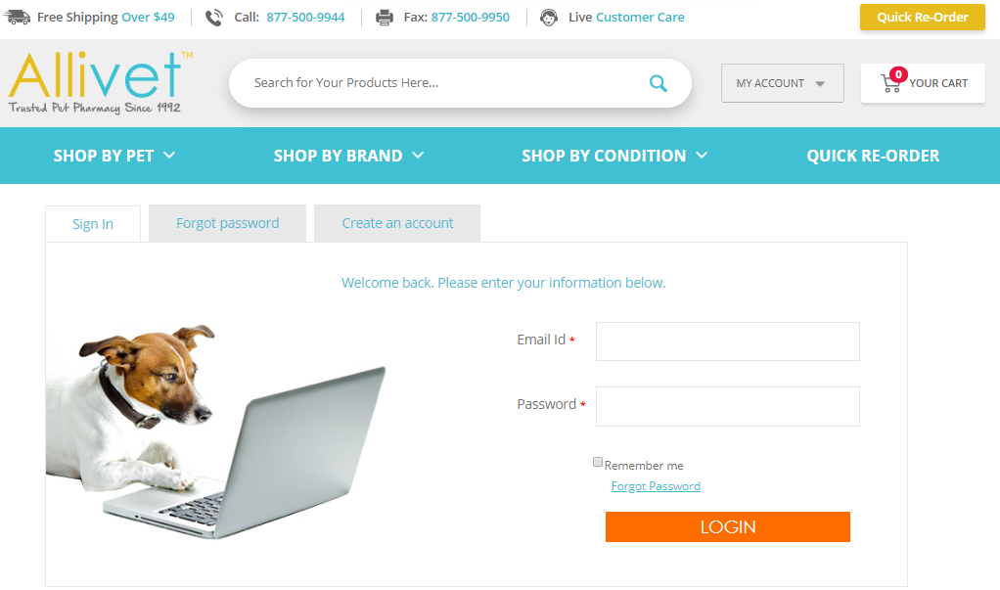 Free Shipping Over $49 Call: 877-500-9944 Fax: 877-500-9950 Live Customer Care Quick Re-Order
Allivet™
Trusted Pet Pharmacy Since 1992
Search for Your Products Here...
MY ACCOUNT
0
YOUR CART
SHOP BY PET SHOP BY BRAND SHOP BY CONDITION QUICK RE-ORDER
Sign In Forgot password Create an account
Welcome back. Please enter your information below.
Email Id *
Password *
Remember me
Forgot Password
LOGIN